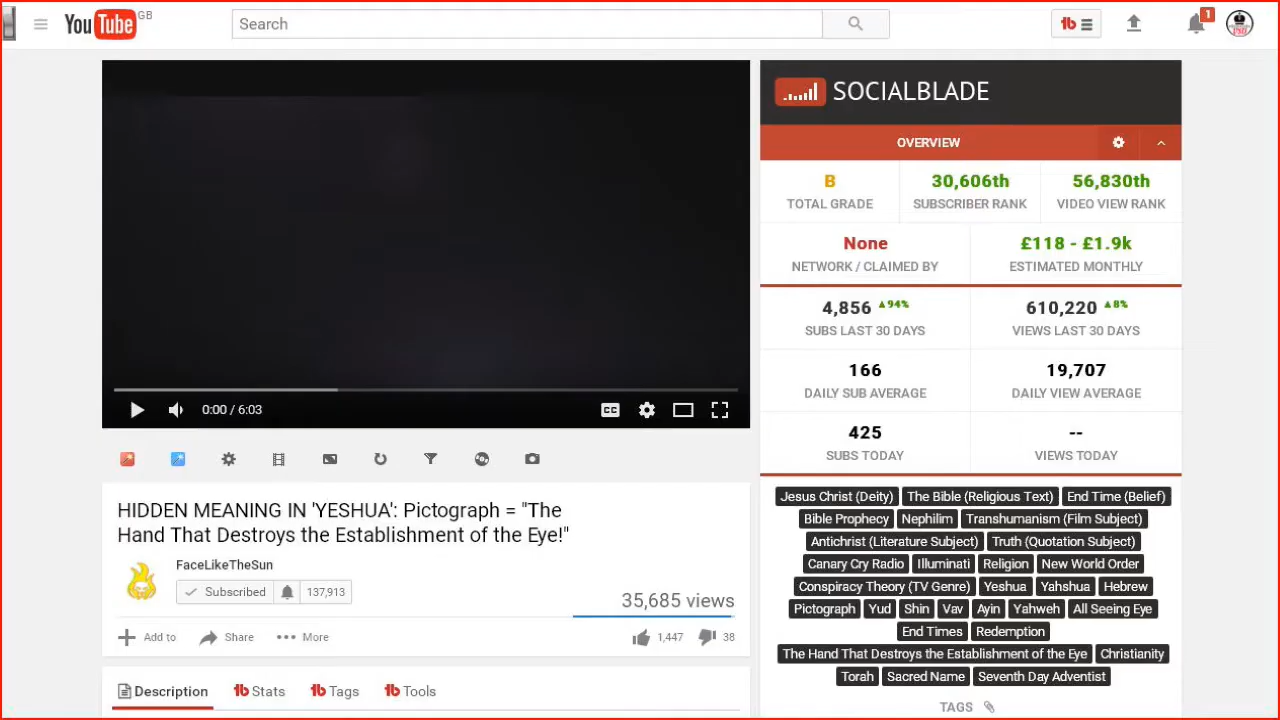 YouTube GB
Search
1
SOCIALBLADE
OVERVIEW
B
TOTAL GRADE
30,606th
SUBSCRIBER RANK
56,830th
VIDEO VIEW RANK
None
NETWORK / CLAIMED BY
£118 - £1.9k
ESTIMATED MONTHLY
4,856 ▲94%
SUBS LAST 30 DAYS
610,220 ▲8%
VIEWS LAST 30 DAYS
166
DAILY SUB AVERAGE
19,707
DAILY VIEW AVERAGE
425
SUBS TODAY
--
VIEWS TODAY
Jesus Christ (Deity) The Bible (Religious Text) End Time (Belief)
Bible Prophecy Nephilim Transhumanism (Film Subject)
Antichrist (Literature Subject) Truth (Quotation Subject)
Canary Cry Radio Illuminati Religion New World Order
Conspiracy Theory (TV Genre) Yeshua Yahshua Hebrew
Pictograph Yud Shin Vav Ayin Yahweh All Seeing Eye
End Times Redemption
The Hand That Destroys the Establishment of the Eye Christianity
Torah Sacred Name Seventh Day Adventist
TAGS
0:00 / 6:03
CC
HIDDEN MEANING IN 'YESHUA': Pictograph = "The
Hand That Destroys the Establishment of the Eye!"
FaceLikeTheSun
Subscribed 137,913
35,685 views
Add to Share More
1,447 38
Description tb Stats tb Tags tb Tools